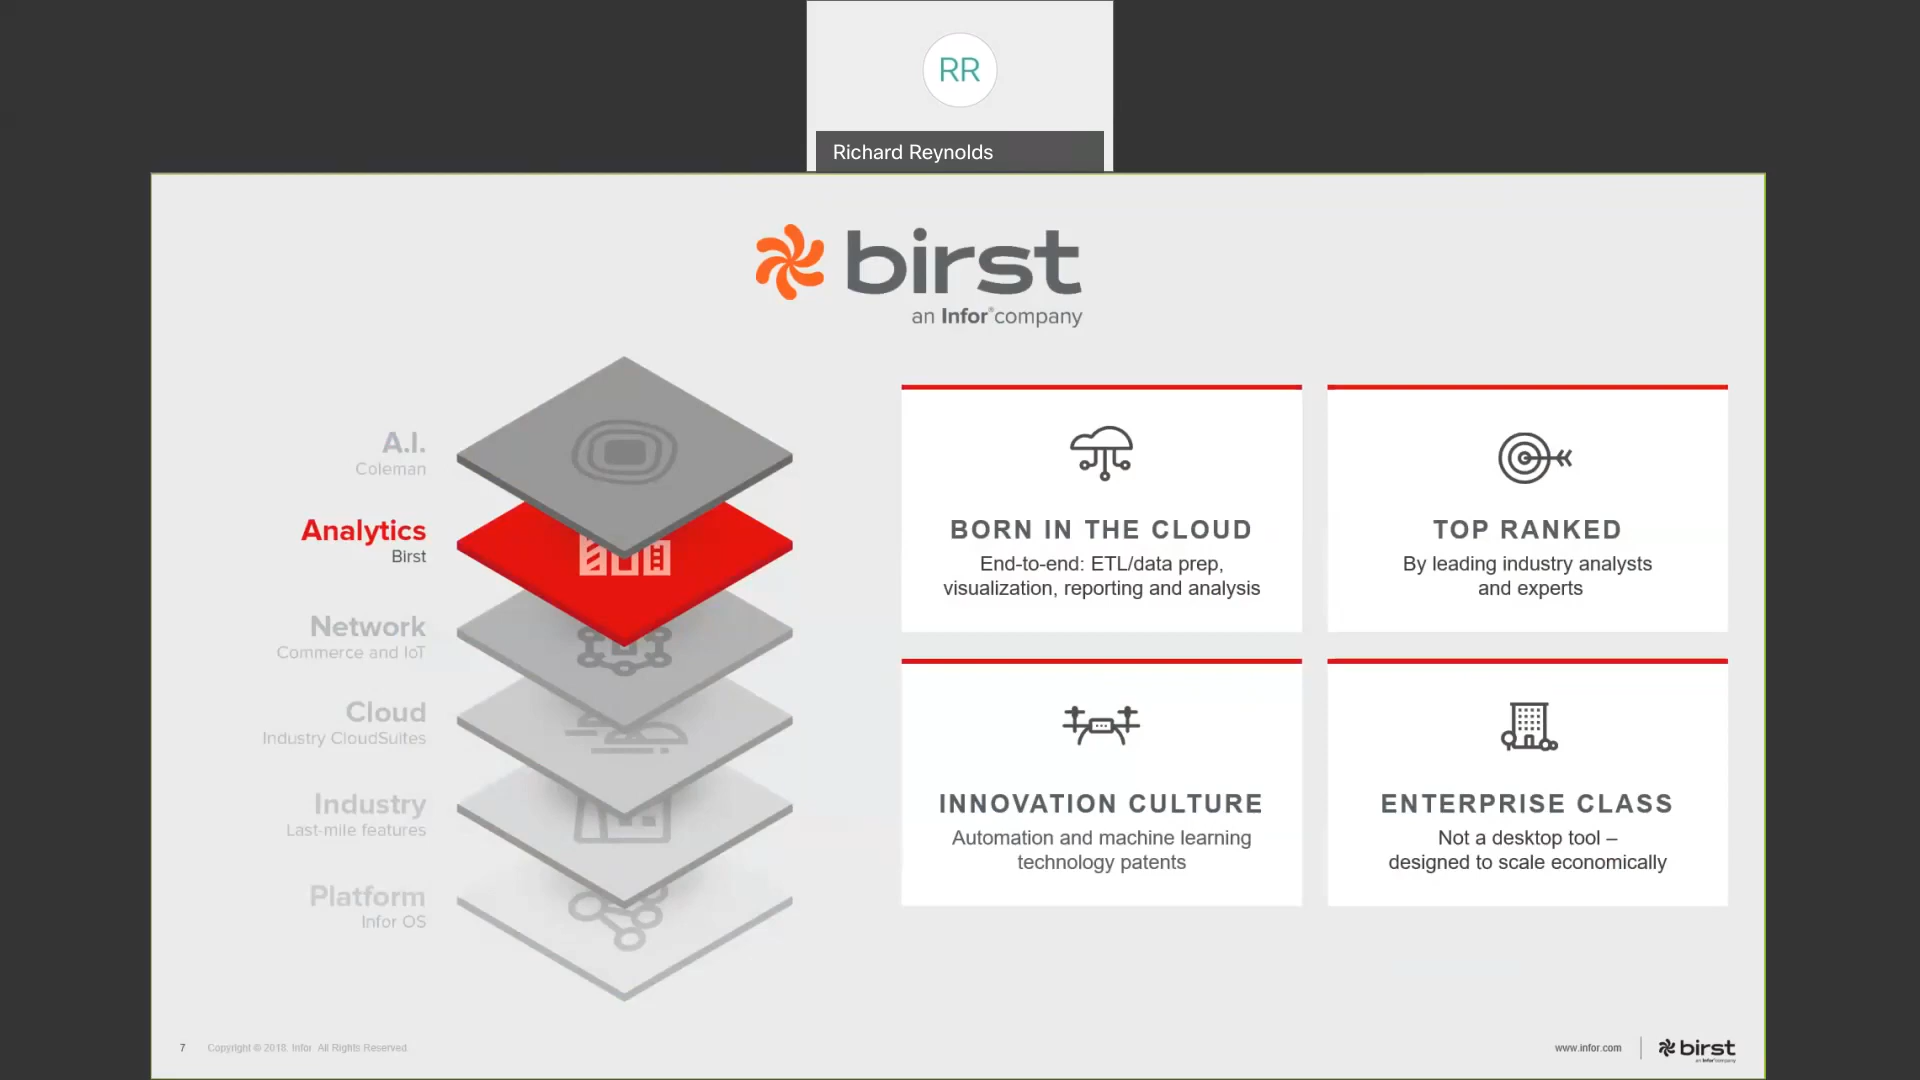 RR
Richard Reynolds
birst
an Infor® company
A.I.
Coleman
Analytics
Birst
Network
Commerce and IoT
Cloud
Industry CloudSuites
Industry
Last-mile features
Platform
Infor OS
BORN IN THE CLOUD
End-to-end: ETL/data prep,
visualization, reporting and analysis
TOP RANKED
By leading industry analysts
and experts
INNOVATION CULTURE
Automation and machine learning
technology patents
ENTERPRISE CLASS
Not a desktop tool –
designed to scale economically
7 Copyright © 2018. Infor. All Rights Reserved.
www.infor.com
birst
an Infor company